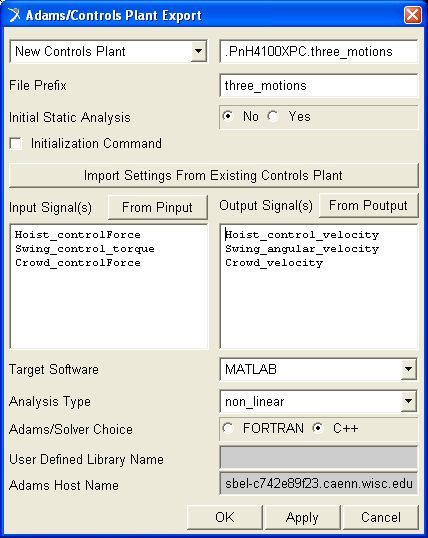 Adams/Controls Plant Export
New Controls Plant .PnH4100XPC.three_motions
File Prefix three_motions
Initial Static Analysis No Yes
Initialization Command
Import Settings From Existing Controls Plant
Input Signal(s) From Pinput Output Signal(s) From Poutput
Hoist_controlForce Hoist_control_velocity
Swing_control_torque Swing_angular_velocity
Crowd_controlForce Crowd_velocity
Target Software MATLAB
Analysis Type non_linear
Adams/Solver Choice FORTRAN C++
User Defined Library Name
Adams Host Name sbel-c742e89f23.caenn.wisc.edu
OK Apply Cancel